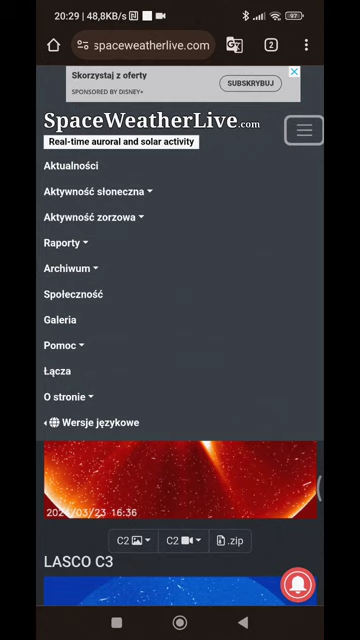 20:29 48,8KB/s
97
spaceweatherlive.com
2
Skorzystaj z oferty
SPONSORED BY DISNEY+
SUBSKRYBUJ
SpaceWeatherLive.com
Real-time auroral and solar activity
Aktualności
Aktywność słoneczna
Aktywność zorzowa
Raporty
Archiwum
Społeczność
Galeria
Pomoc
Łącza
O stronie
Wersje językowe
2024/03/23 16:36
C2 C2 .zip
LASCO C3